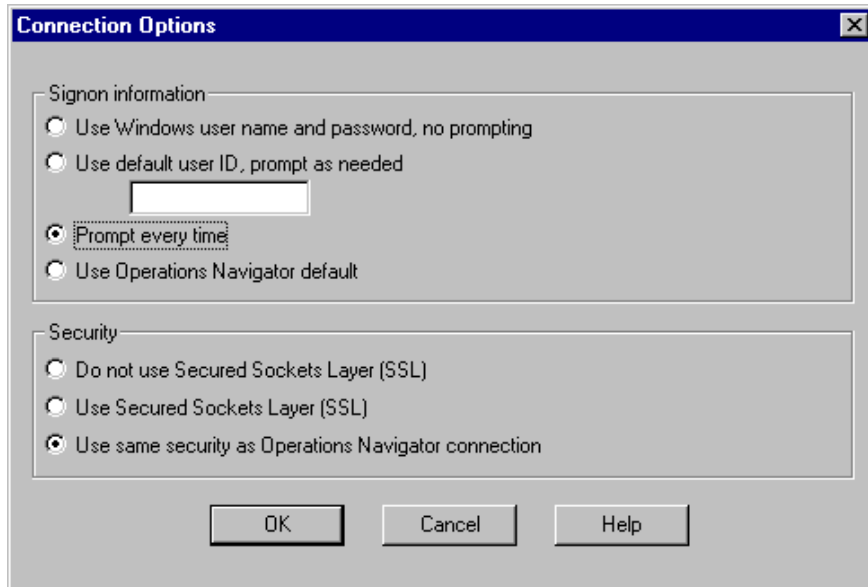 Connection Options
Signon information
Use Windows user name and password, no prompting
Use default user ID, prompt as needed
Prompt every time
Use Operations Navigator default
Security
Do not use Secured Sockets Layer (SSL)
Use Secured Sockets Layer (SSL)
Use same security as Operations Navigator connection
OK Cancel Help